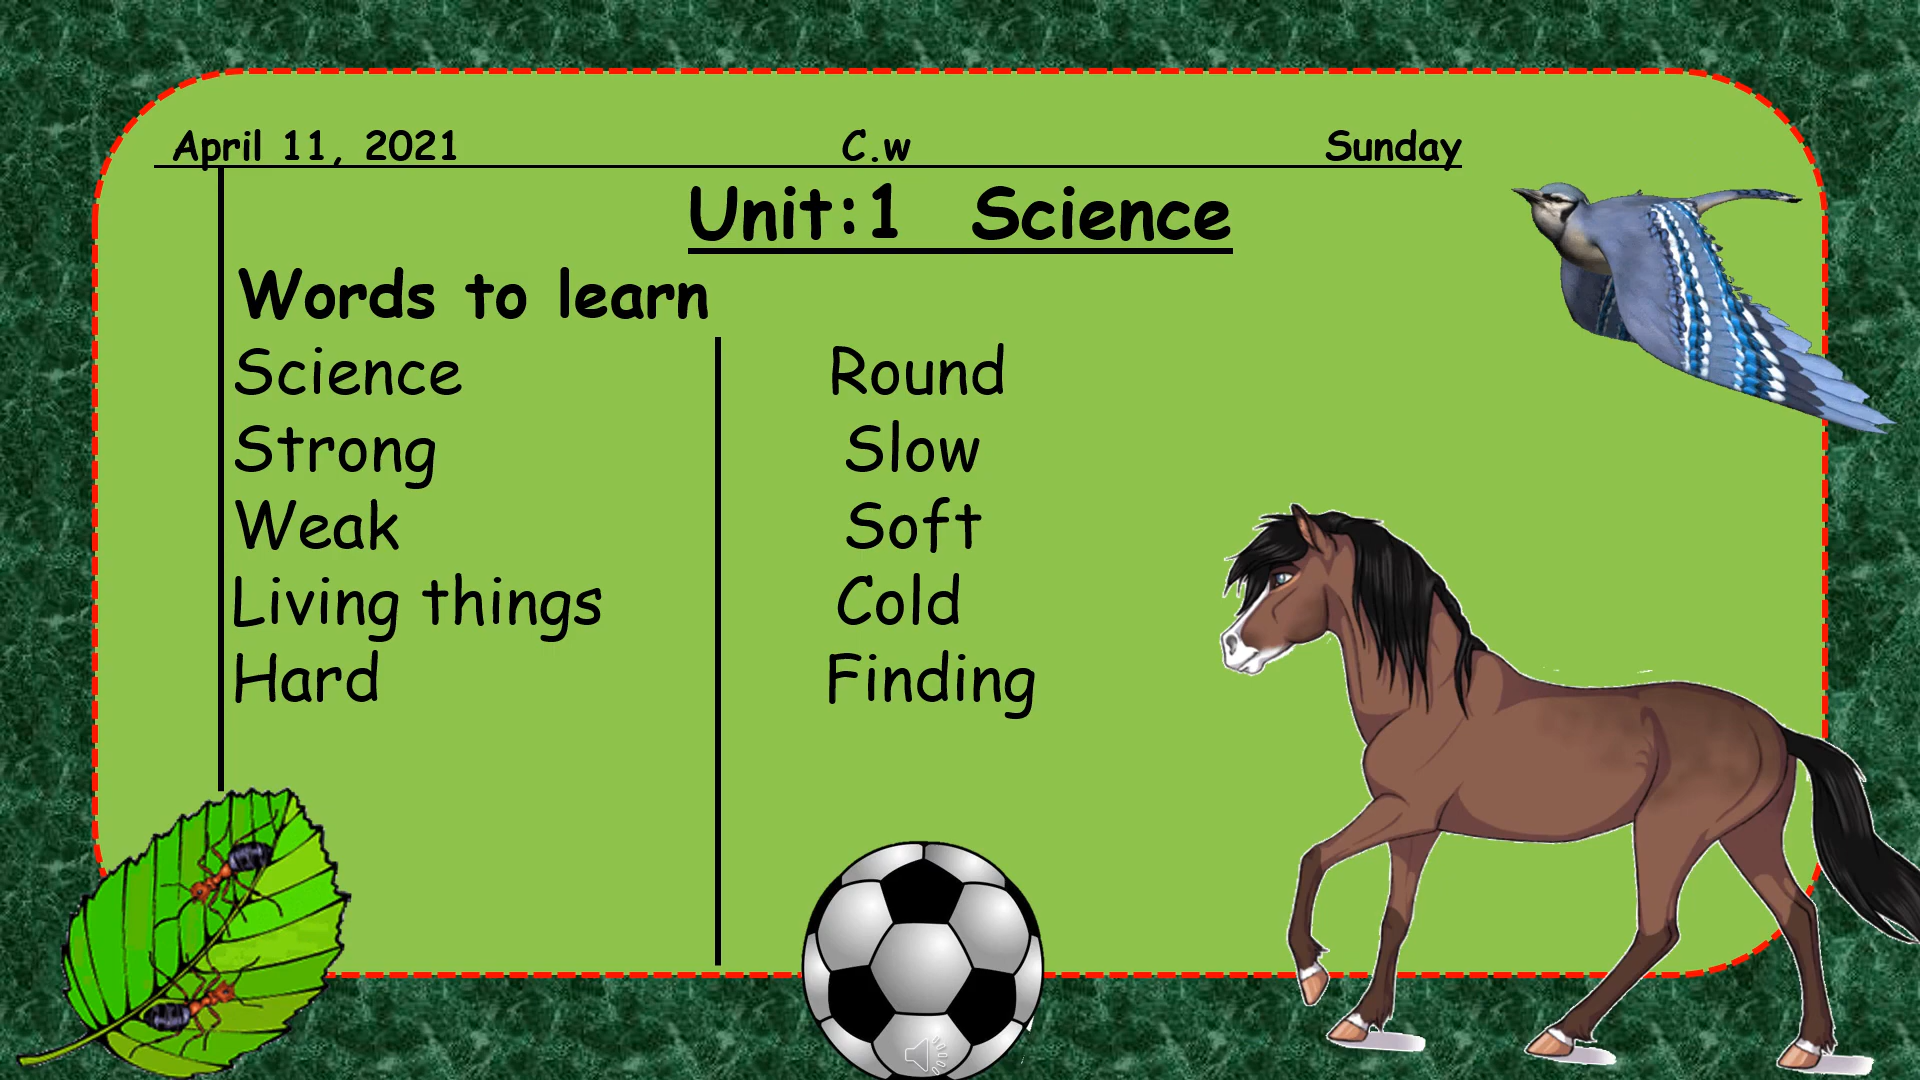 April 11, 2021 C.w Sunday
Unit:1 Science
Words to learn
Science Round
Strong Slow
Weak Soft
Living things Cold
Hard Finding